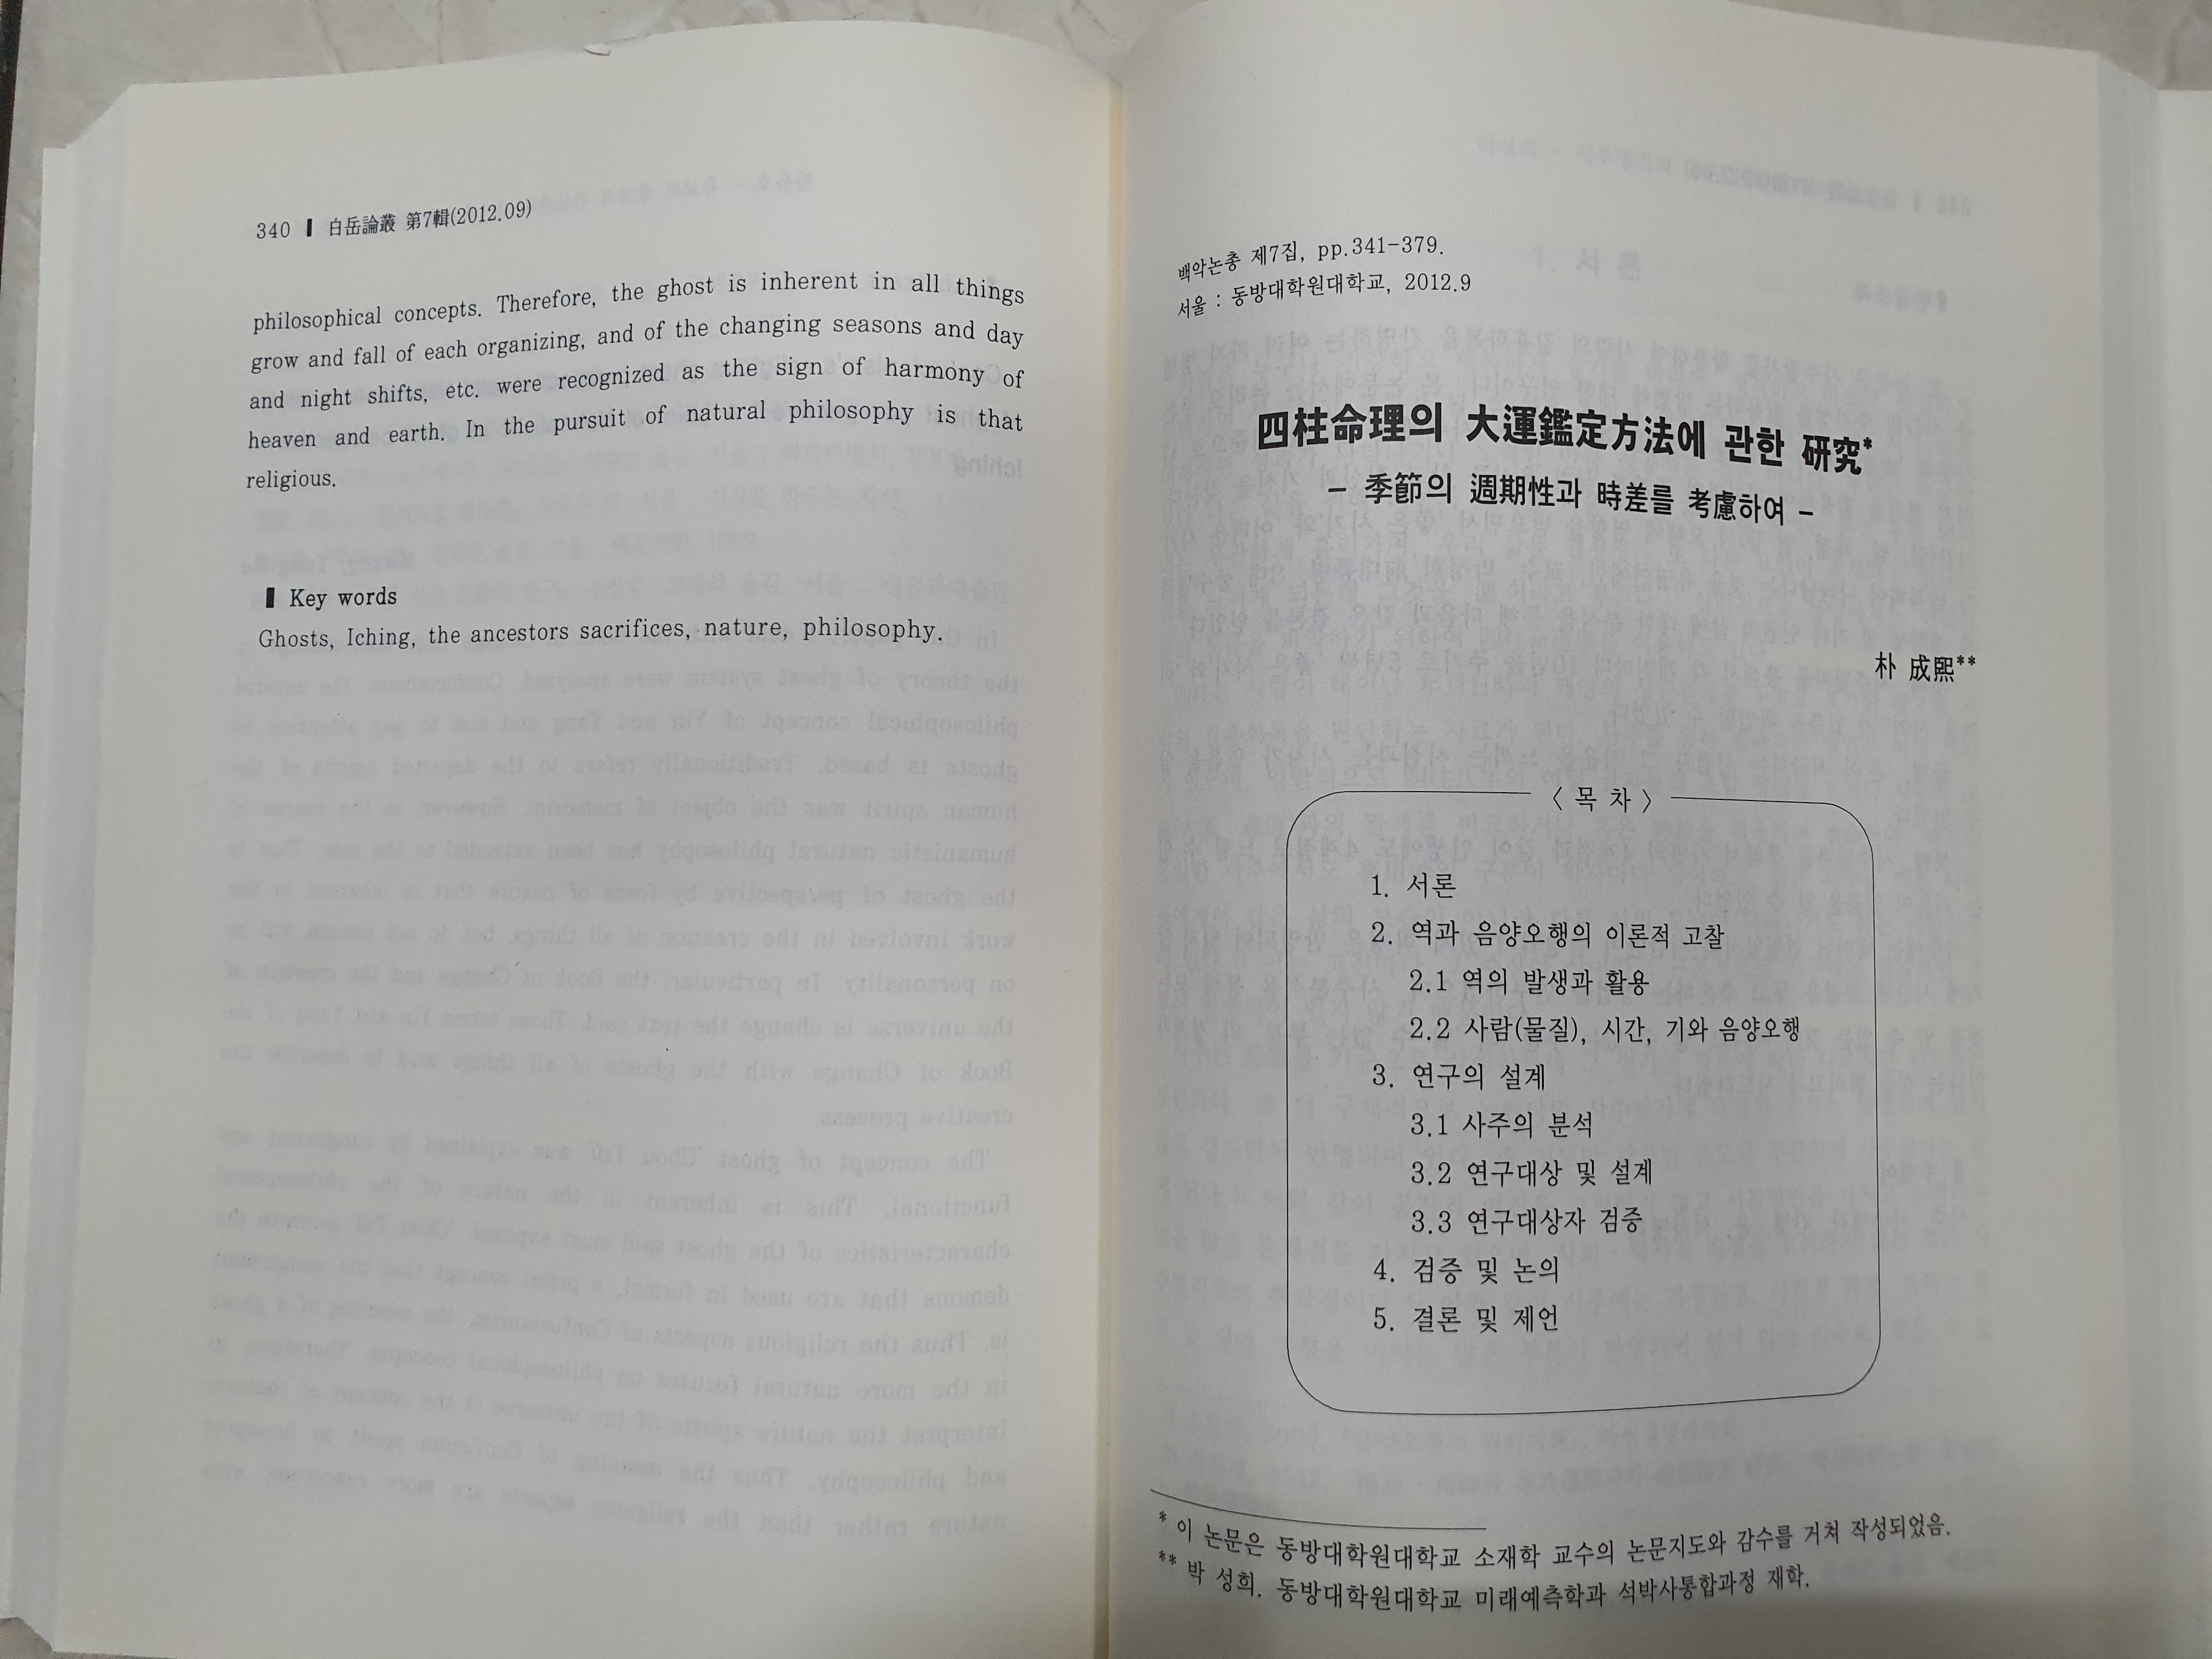 340 ▌ 白岳論叢 第7輯(2012.09)
philosophical concepts. Therefore, the ghost is inherent in all things
grow and fall of each organizing, and of the changing seasons and day
and night shifts, etc. were recognized as the sign of harmony of
heaven and earth. In the pursuit of natural philosophy is that
religious.
▌ Key words
Ghosts, Iching, the ancestors sacrifices, nature, philosophy.
백악논총 제7집, pp.341-379.
서울 : 동방대학원대학교, 2012.9
四柱命理의 大運鑑定方法에 관한 研究*
- 季節의 週期性과 時差를 考慮하여 -
朴 成熙**
〈 목 차 〉
1. 서론
2. 역과 음양오행의 이론적 고찰
2.1 역의 발생과 활용
2.2 사람(물질), 시간, 기와 음양오행
3. 연구의 설계
3.1 사주의 분석
3.2 연구대상 및 설계
3.3 연구대상자 검증
4. 검증 및 논의
5. 결론 및 제언
* 이 논문은 동방대학원대학교 소재학 교수의 논문지도와 감수를 거쳐 작성되었음.
** 박 성희. 동방대학원대학교 미래예측학과 석박사통합과정 재학.